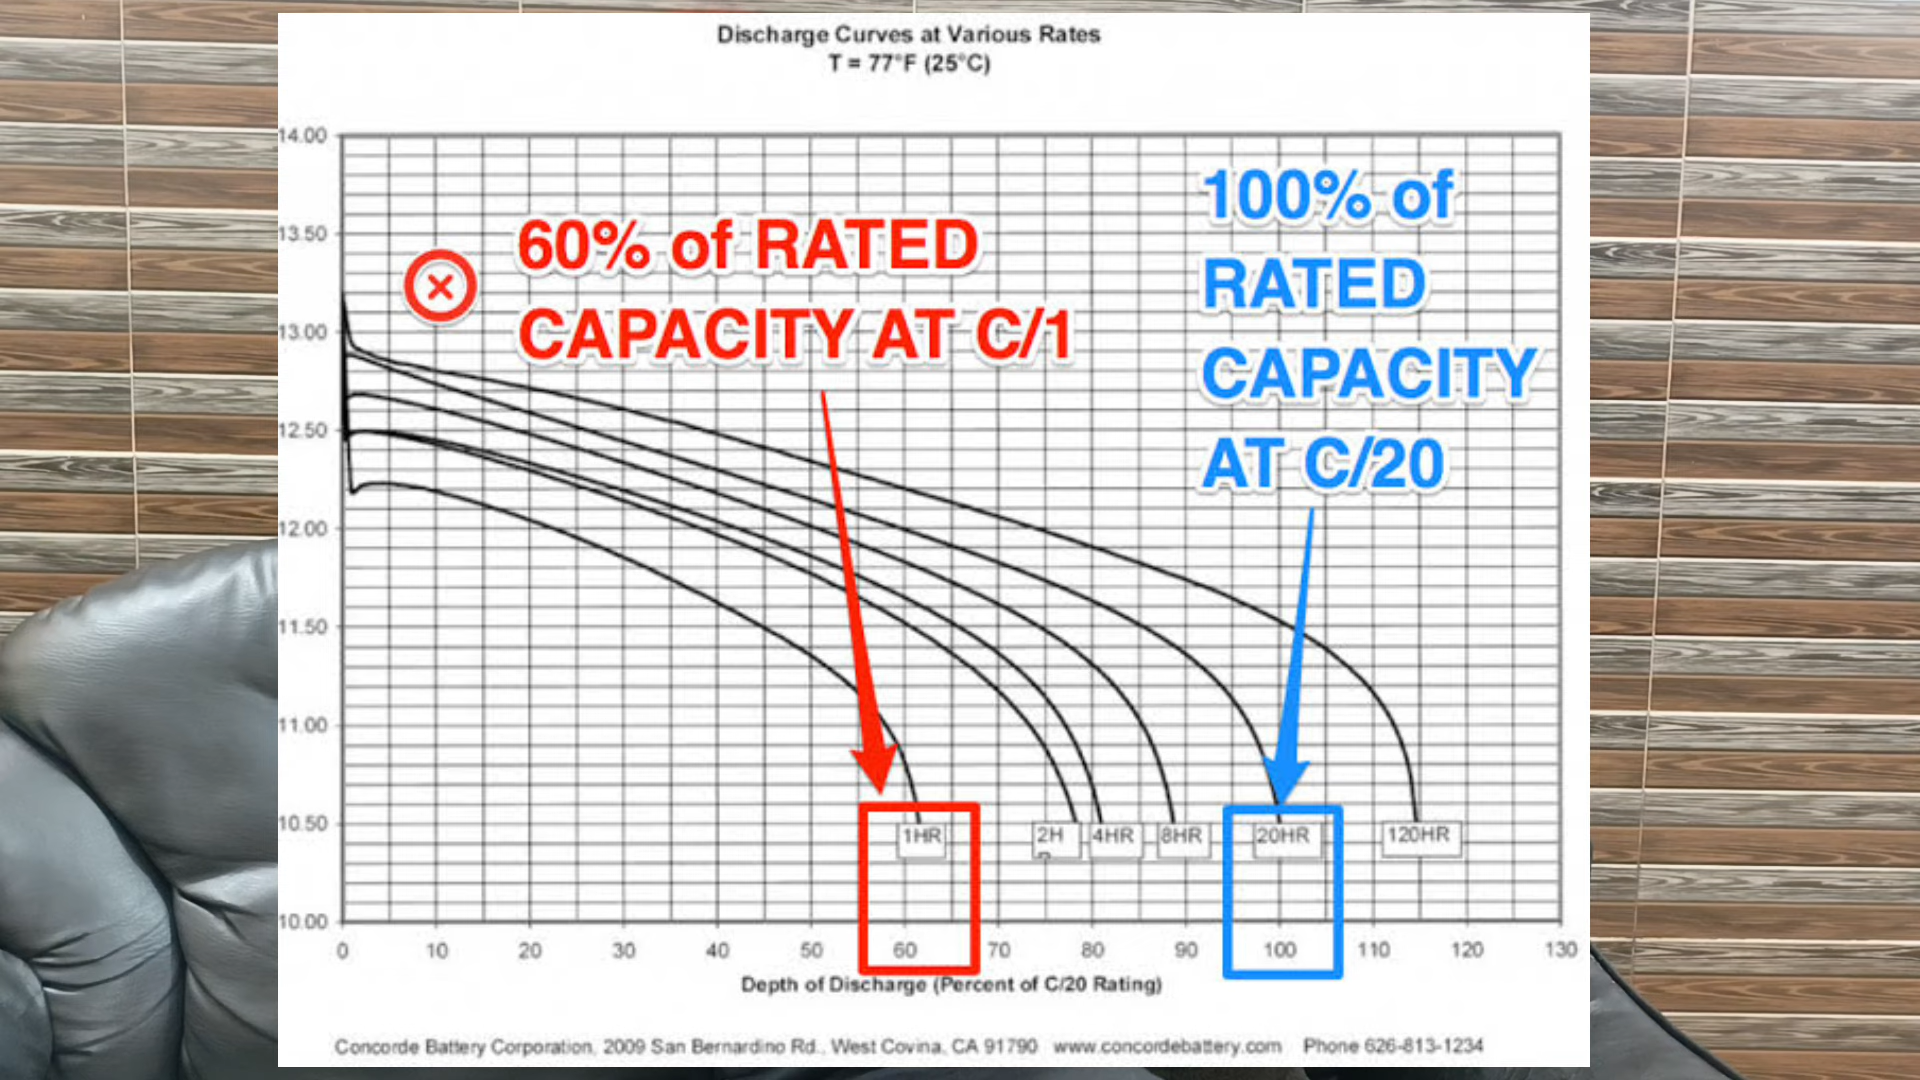 Discharge Curves at Various Rates
T = 77°F (25°C)
14.00
13.50
13.00
12.50
12.00
11.50
11.00
10.50
10.00
60% of RATED
CAPACITY AT C/1
100% of
RATED
CAPACITY
AT C/20
1HR
2H
4HR
8HR
20HR
120HR
0 10 20 30 40 50 60 70 80 90 100 110 120 130
Depth of Discharge (Percent of C/20 Rating)
Concorde Battery Corporation, 2009 San Bernardino Rd., West Covina, CA 91790 www.concordebattery.com Phone 626-813-1234